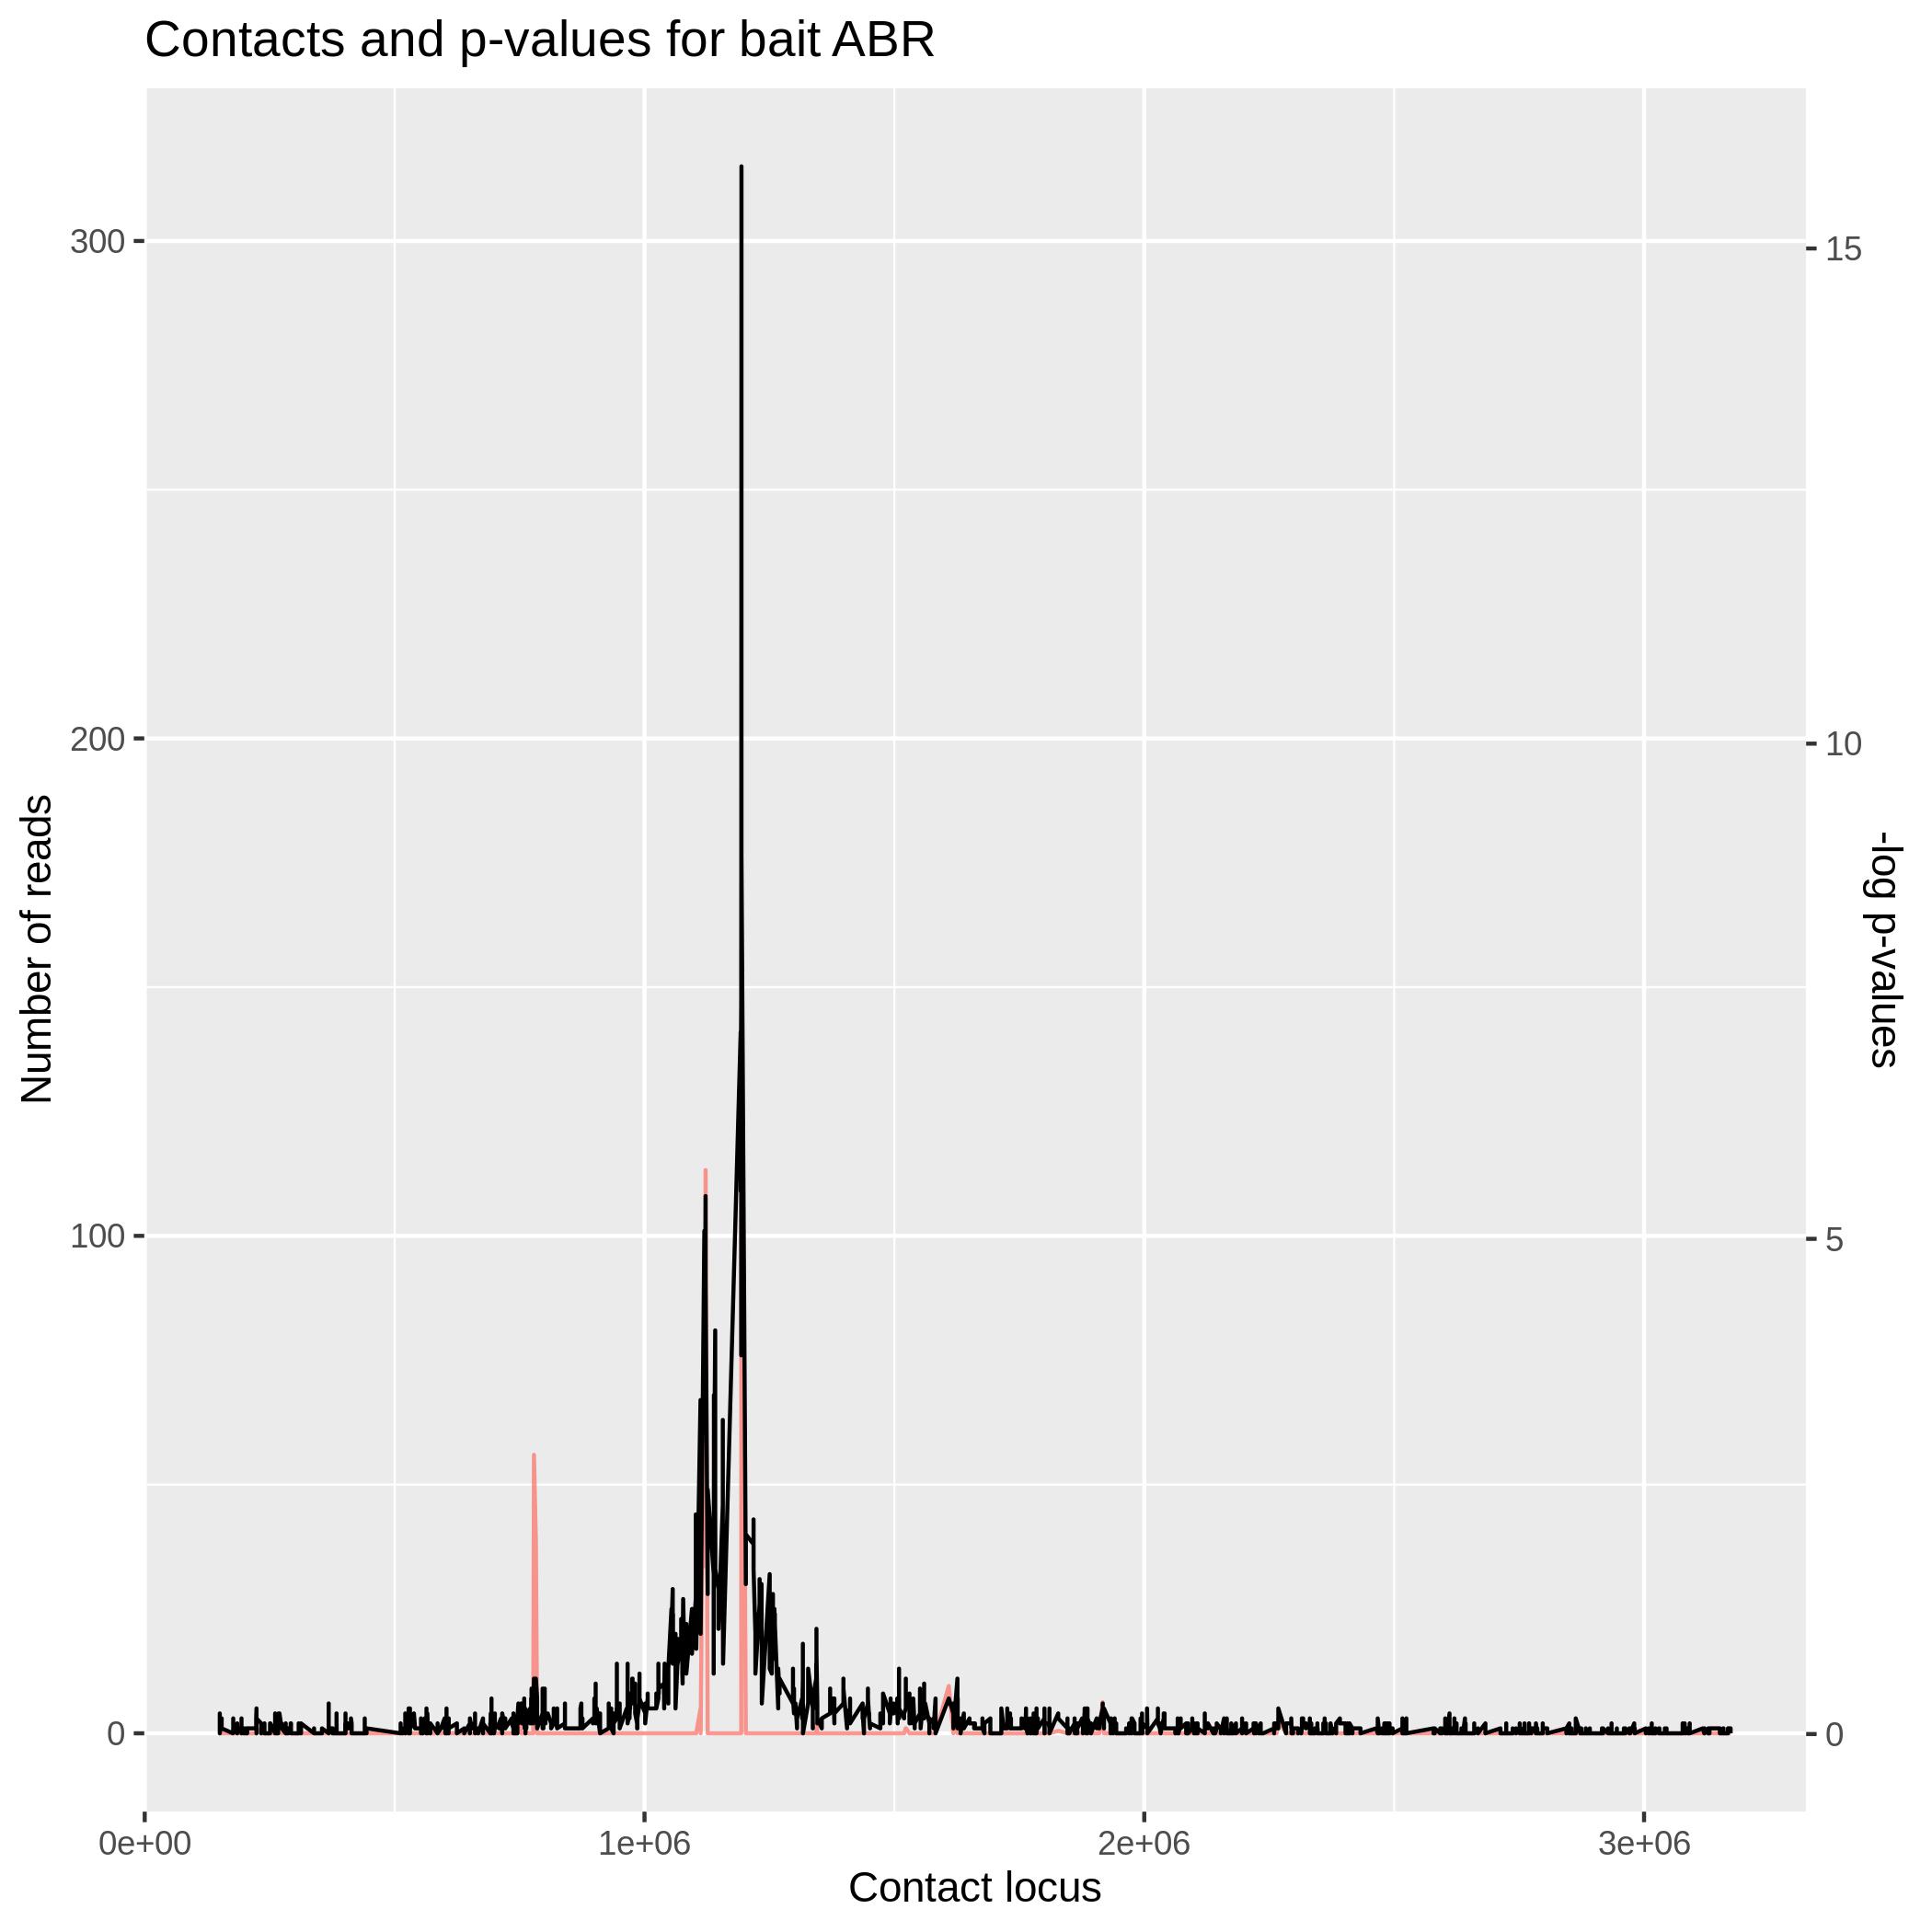 Contacts and p-values for bait ABR
300
200
100
0
Number of reads
15
10
5
0
-log p-values
0e+00
1e+06
2e+06
3e+06
Contact locus